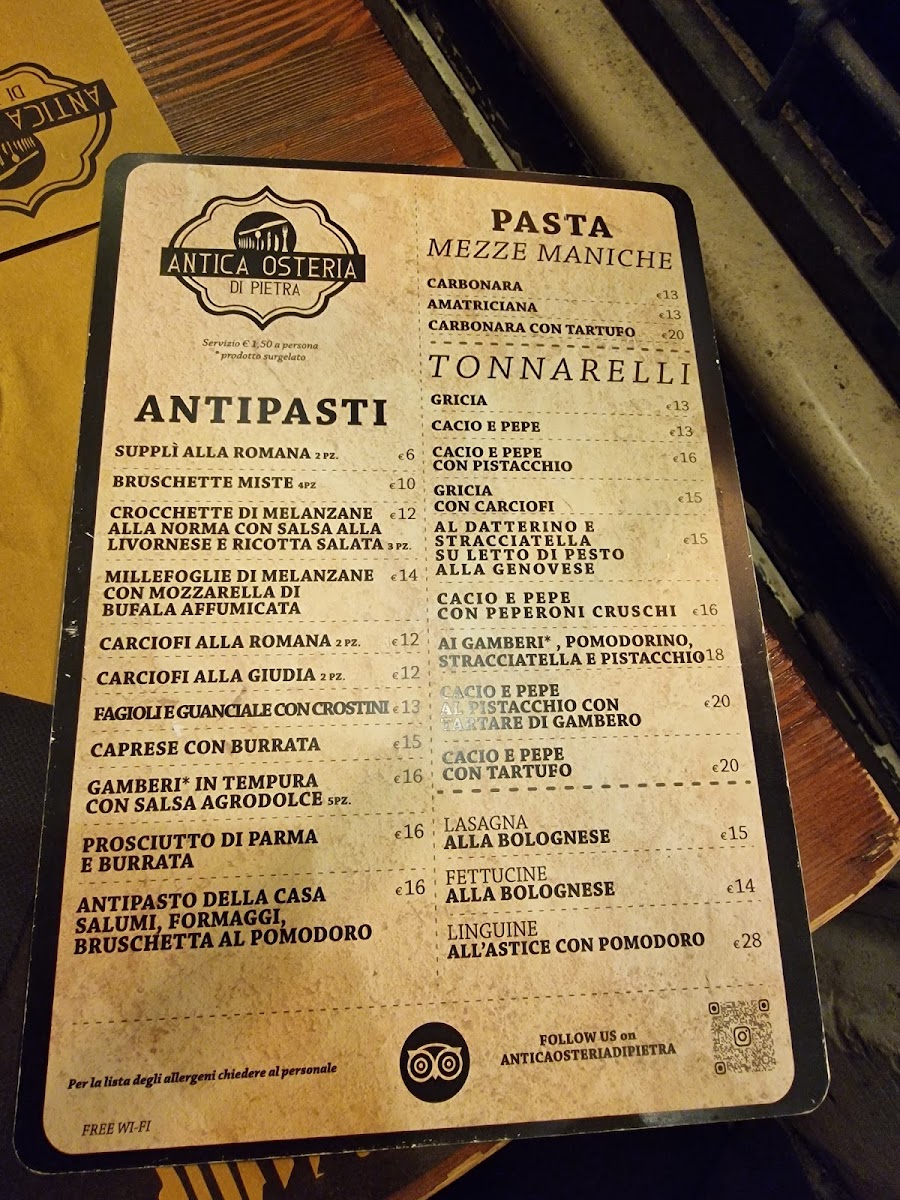 ANTICA
DI
ANTICA OSTERIA
DI PIETRA
Servizio € 1,50 a persona
* prodotto surgelato
ANTIPASTI
SUPPLÌ ALLA ROMANA 2 PZ. €6
BRUSCHETTE MISTE 4PZ €10
CROCCHETTE DI MELANZANE €12
ALLA NORMA CON SALSA ALLA
LIVORNESE E RICOTTA SALATA 3 PZ.
MILLEFOGLIE DI MELANZANE €14
CON MOZZARELLA DI
BUFALA AFFUMICATA
CARCIOFI ALLA ROMANA 2 PZ. €12
CARCIOFI ALLA GIUDIA 2 PZ. €12
FAGIOLI E GUANCIALE CON CROSTINI €13
CAPRESE CON BURRATA €15
GAMBERI* IN TEMPURA €16
CON SALSA AGRODOLCE 5PZ.
PROSCIUTTO DI PARMA €16
E BURRATA
ANTIPASTO DELLA CASA €16
SALUMI, FORMAGGI,
BRUSCHETTA AL POMODORO
PASTA
MEZZE MANICHE
CARBONARA €13
AMATRICIANA €13
CARBONARA CON TARTUFO €20
TONNARELLI
GRICIA €13
CACIO E PEPE €13
CACIO E PEPE €16
CON PISTACCHIO
GRICIA €15
CON CARCIOFI
AL DATTERINO E
STRACCIATELLA €15
SU LETTO DI PESTO
ALLA GENOVESE
CACIO E PEPE
CON PEPERONI CRUSCHI €16
AI GAMBERI* , POMODORINO,
STRACCIATELLA E PISTACCHIO 18
CACIO E PEPE
AL PISTACCHIO CON €20
TARTARE DI GAMBERO
CACIO E PEPE
CON TARTUFO €20
LASAGNA
ALLA BOLOGNESE €15
FETTUCINE
ALLA BOLOGNESE €14
LINGUINE
ALL'ASTICE CON POMODORO €28
Per la lista degli allergeni chiedere al personale
FREE WI-FI
FOLLOW US on
ANTICAOSTERIADIPIETRA